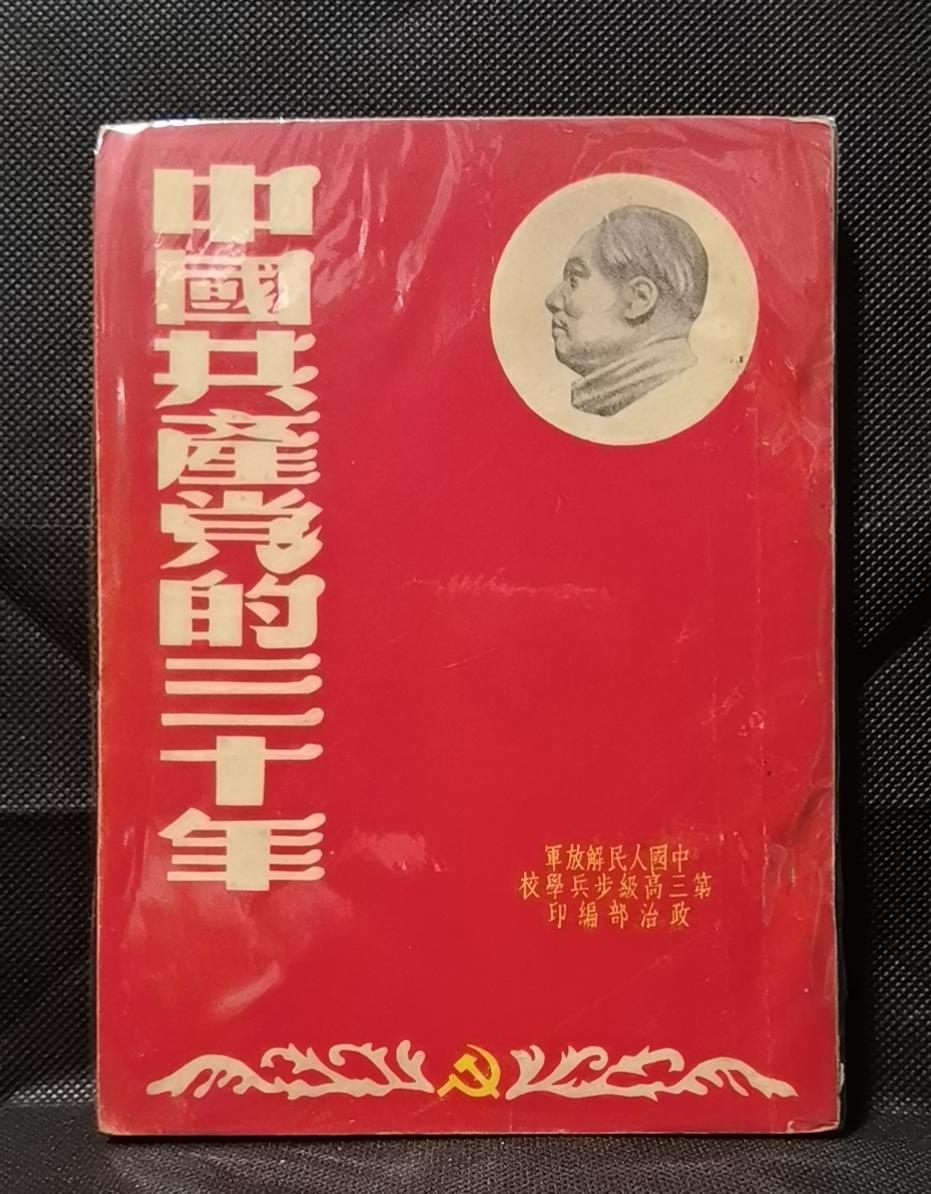 中國共產党的三十年
中國人民解放軍
第三高級步兵學校
政治部編印